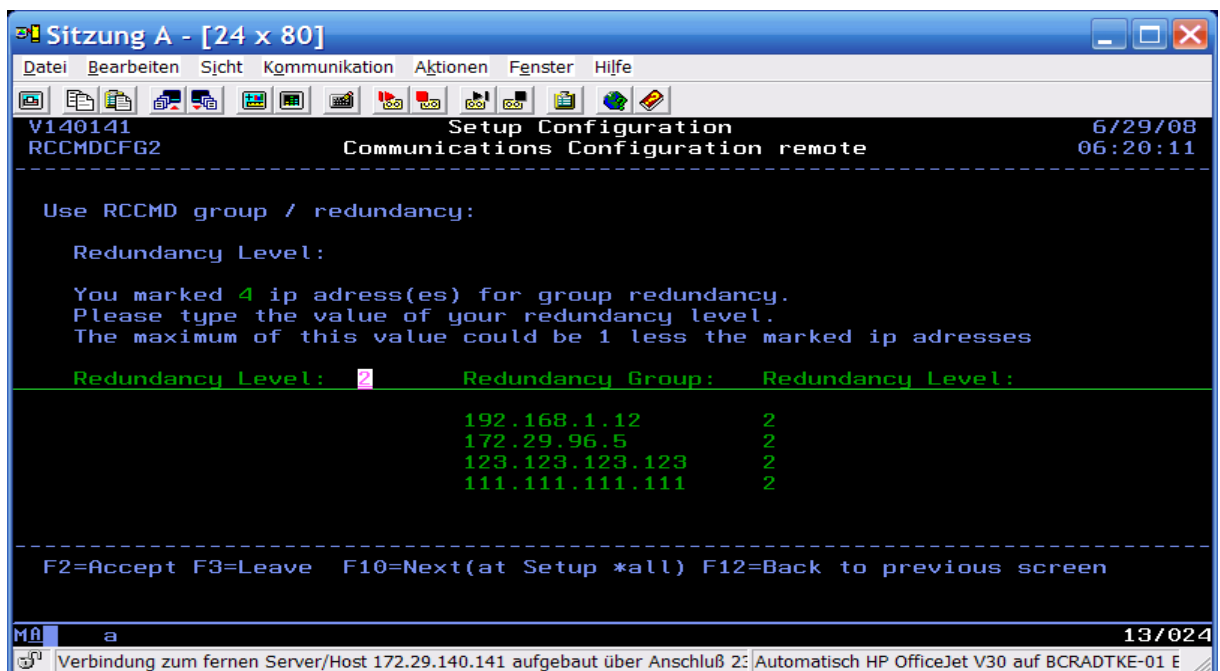 Sitzung A - [24 x 80]
Datei Bearbeiten Sicht Kommunikation Aktionen Fenster Hilfe
V140141 Setup Configuration 6/29/08
RCCMDCFG2 Communications Configuration remote 06:20:11
Use RCCMD group / redundancy:
Redundancy Level:
You marked 4 ip adress(es) for group redundancy.
Please type the value of your redundancy level.
The maximum of this value could be 1 less the marked ip adresses
Redundancy Level: 2 Redundancy Group: Redundancy Level:
192.168.1.12 2
172.29.96.5 2
123.123.123.123 2
111.111.111.111 2
F2=Accept F3=Leave F10=Next(at Setup *all) F12=Back to previous screen
MA a 13/024
Verbindung zum fernen Server/Host 172.29.140.141 aufgebaut über Anschluß 23 Automatisch HP OfficeJet V30 auf BCRADTKE-01